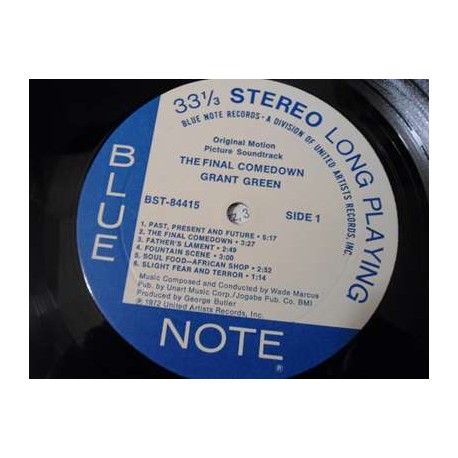 33 1/3 STEREO LONG PLAYING
BLUE NOTE RECORDS • A DIVISION OF UNITED ARTISTS RECORDS, INC.
Original Motion
Picture Soundtrack
THE FINAL COMEDOWN
GRANT GREEN
BST-84415
SIDE 1
1. PAST, PRESENT AND FUTURE • 5:17
2. THE FINAL COMEDOWN • 3:27
3. FATHER'S LAMENT • 2:49
4. FOUNTAIN SCENE • 2:10
5. SOUL FOOD—AFRICAN SHOP • 2:52
6. SLIGHT FEAR AND TERROR • 1:14
Music Composed and Conducted by Wade Marcus
Pub. by Unart Music Corp./Jogabe Pub. Co. BMI
Produced by George Butler
℗ 1972 United Artists Records, Inc.
BLUE
NOTE
®